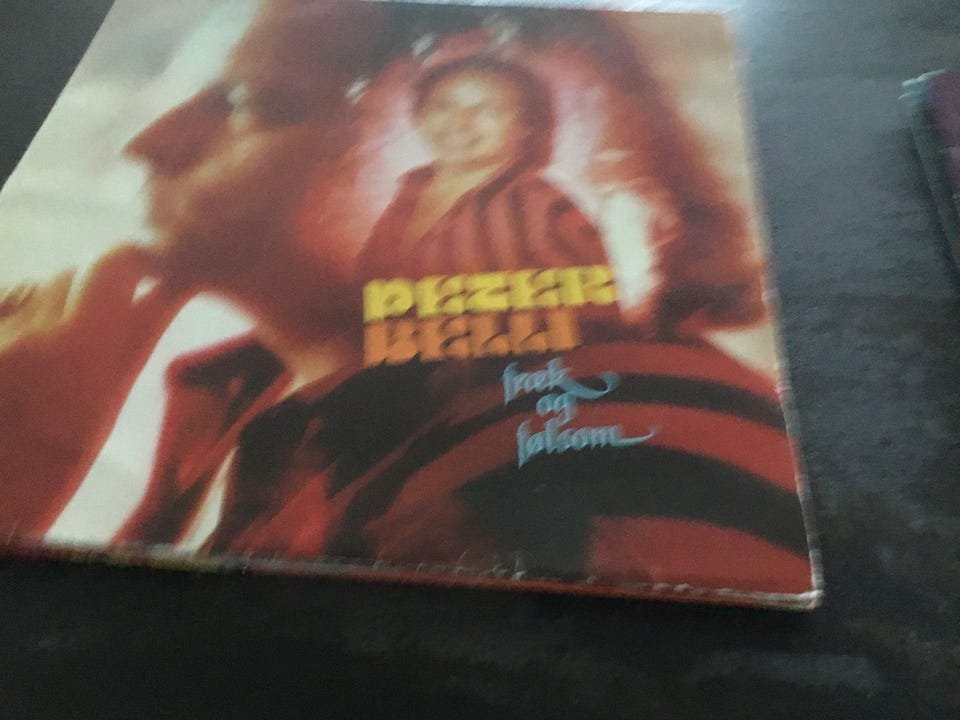 PETER
BELLI
fræk
og
følsom